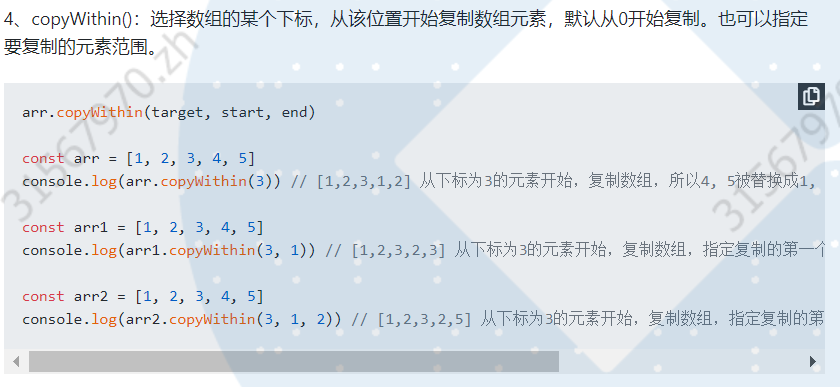 4、copyWithin()：选择数组的某个下标，从该位置开始复制数组元素，默认从0开始复制。也可以指定
要复制的元素范围。
arr.copyWithin(target, start, end)
const arr = [1, 2, 3, 4, 5]
console.log(arr.copyWithin(3)) // [1,2,3,1,2] 从下标为3的元素开始，复制数组，所以4, 5被替换成1,
const arr1 = [1, 2, 3, 4, 5]
console.log(arr1.copyWithin(3, 1)) // [1,2,3,2,3] 从下标为3的元素开始，复制数组，指定复制的第一个
const arr2 = [1, 2, 3, 4, 5]
console.log(arr2.copyWithin(3, 1, 2)) // [1,2,3,2,5] 从下标为3的元素开始，复制数组，指定复制的第
31567970.zh
31567970